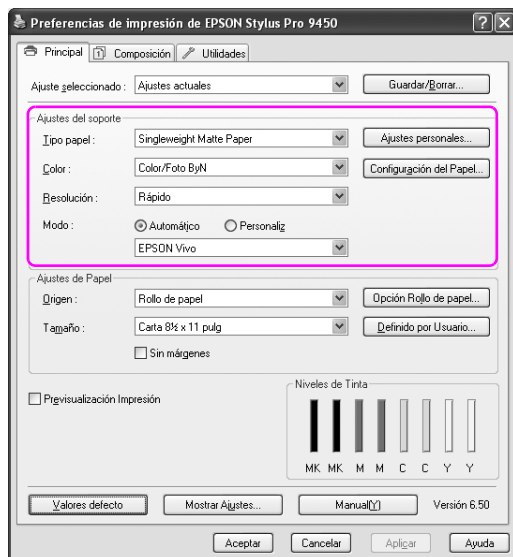 Preferencias de impresión de EPSON Stylus Pro 9450
Principal Composición Utilidades
Ajuste seleccionado : Ajustes actuales Guardar/Borrar...
Ajustes del soporte
Tipo papel : Singleweight Matte Paper Ajustes personales...
Color : Color/Foto ByN Configuración del Papel...
Resolución : Rápido
Modo : Automático Personaliz
EPSON Vivo
Ajustes de Papel
Origen : Rollo de papel Opción Rollo de papel...
Tamaño : Carta 8½ x 11 pulg Definido por Usuario...
Sin márgenes
Previsualización Impresión
Niveles de Tinta
MK MK M M C C Y Y
Valores defecto Mostrar Ajustes... Manual(Y) Versión 6.50
Aceptar Cancelar Aplicar Ayuda